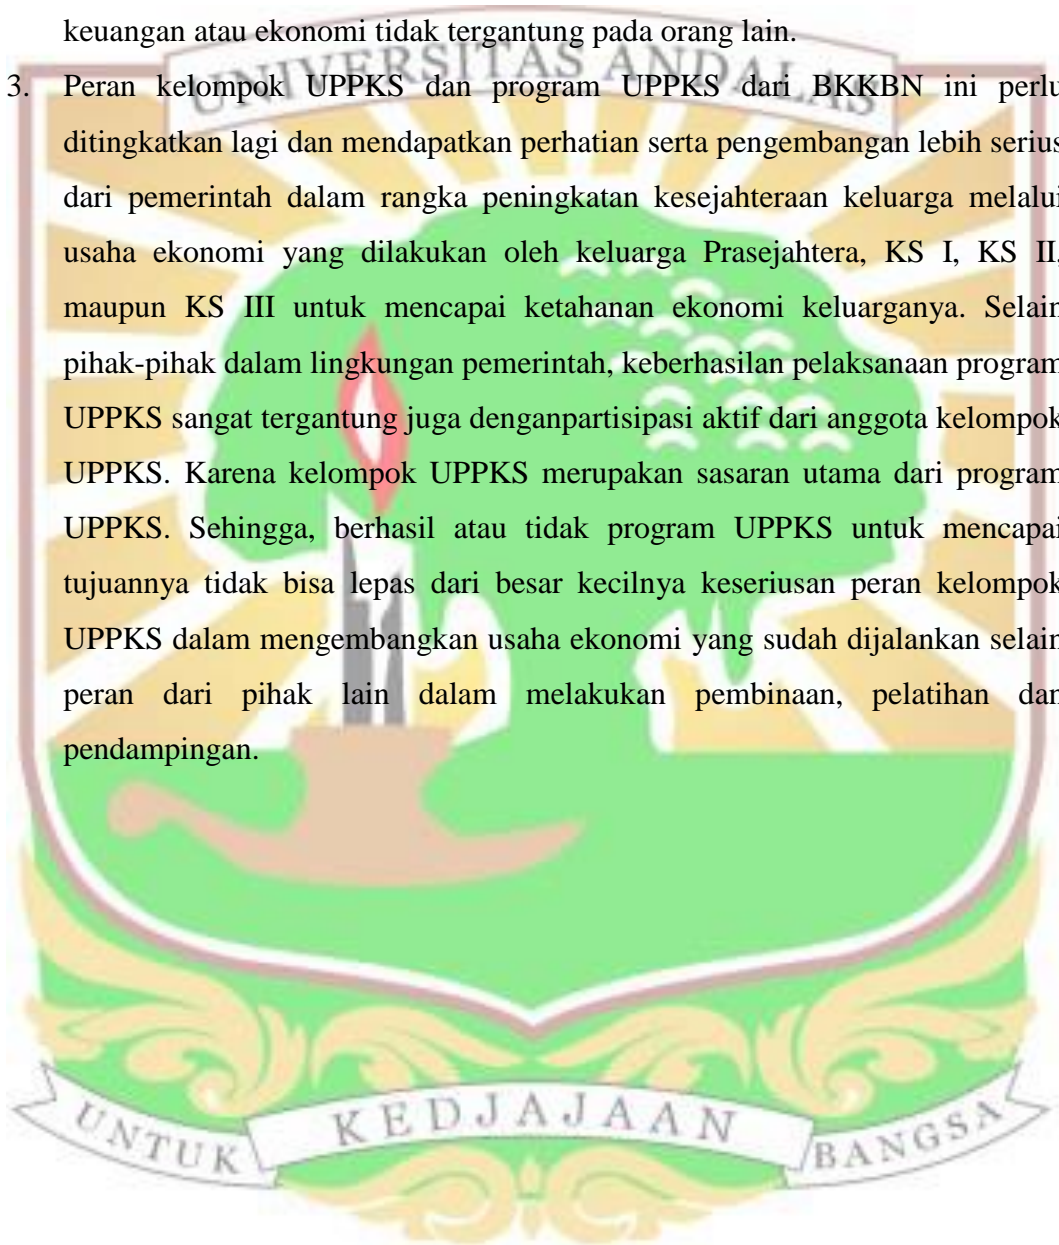 keuangan atau ekonomi tidak tergantung pada orang lain.
UNIVERSITAS ANDALAS
3. Peran kelompok UPPKS dan program UPPKS dari BKKBN ini perlu
ditingkatkan lagi dan mendapatkan perhatian serta pengembangan lebih serius
dari pemerintah dalam rangka peningkatan kesejahteraan keluarga melalui
usaha ekonomi yang dilakukan oleh keluarga Prasejahtera, KS I, KS II,
maupun KS III untuk mencapai ketahanan ekonomi keluarganya. Selain
pihak-pihak dalam lingkungan pemerintah, keberhasilan pelaksanaan program
UPPKS sangat tergantung juga denganpartisipasi aktif dari anggota kelompok
UPPKS. Karena kelompok UPPKS merupakan sasaran utama dari program
UPPKS. Sehingga, berhasil atau tidak program UPPKS untuk mencapai
tujuannya tidak bisa lepas dari besar kecilnya keseriusan peran kelompok
UPPKS dalam mengembangkan usaha ekonomi yang sudah dijalankan selain
peran dari pihak lain dalam melakukan pembinaan, pelatihan dan
pendampingan.
UNTUK KEDJAJAAN BANGSA